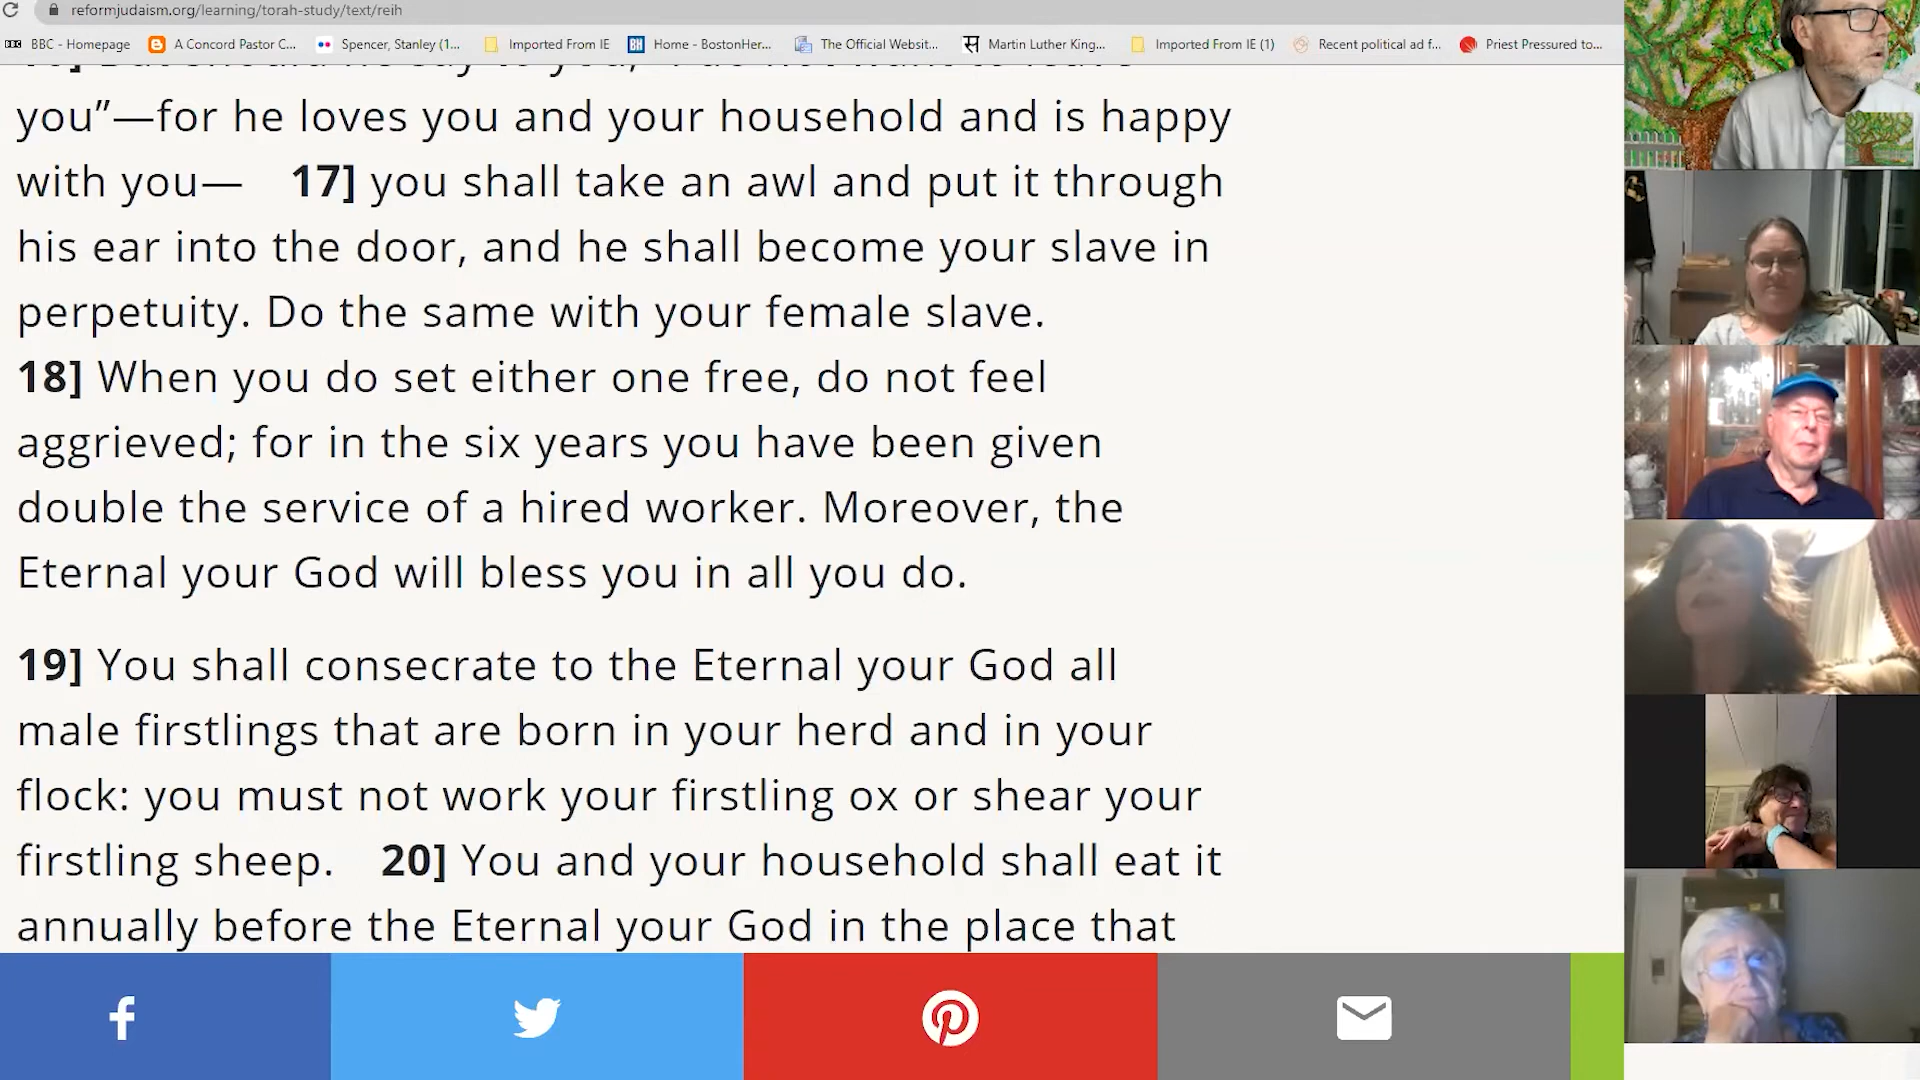 reformjudaism.org/learning/torah-study/text/reih
BBC BBC - Homepage A Concord Pastor C... Spencer, Stanley (1... Imported From IE BH Home - BostonHer... The Official Websit... Martin Luther King... Imported From IE (1) Recent political ad f... Priest Pressured to...
you”—for he loves you and your household and is happy
with you— 17] you shall take an awl and put it through
his ear into the door, and he shall become your slave in
perpetuity. Do the same with your female slave.
18] When you do set either one free, do not feel
aggrieved; for in the six years you have been given
double the service of a hired worker. Moreover, the
Eternal your God will bless you in all you do.
19] You shall consecrate to the Eternal your God all
male firstlings that are born in your herd and in your
flock: you must not work your firstling ox or shear your
firstling sheep. 20] You and your household shall eat it
annually before the Eternal your God in the place that